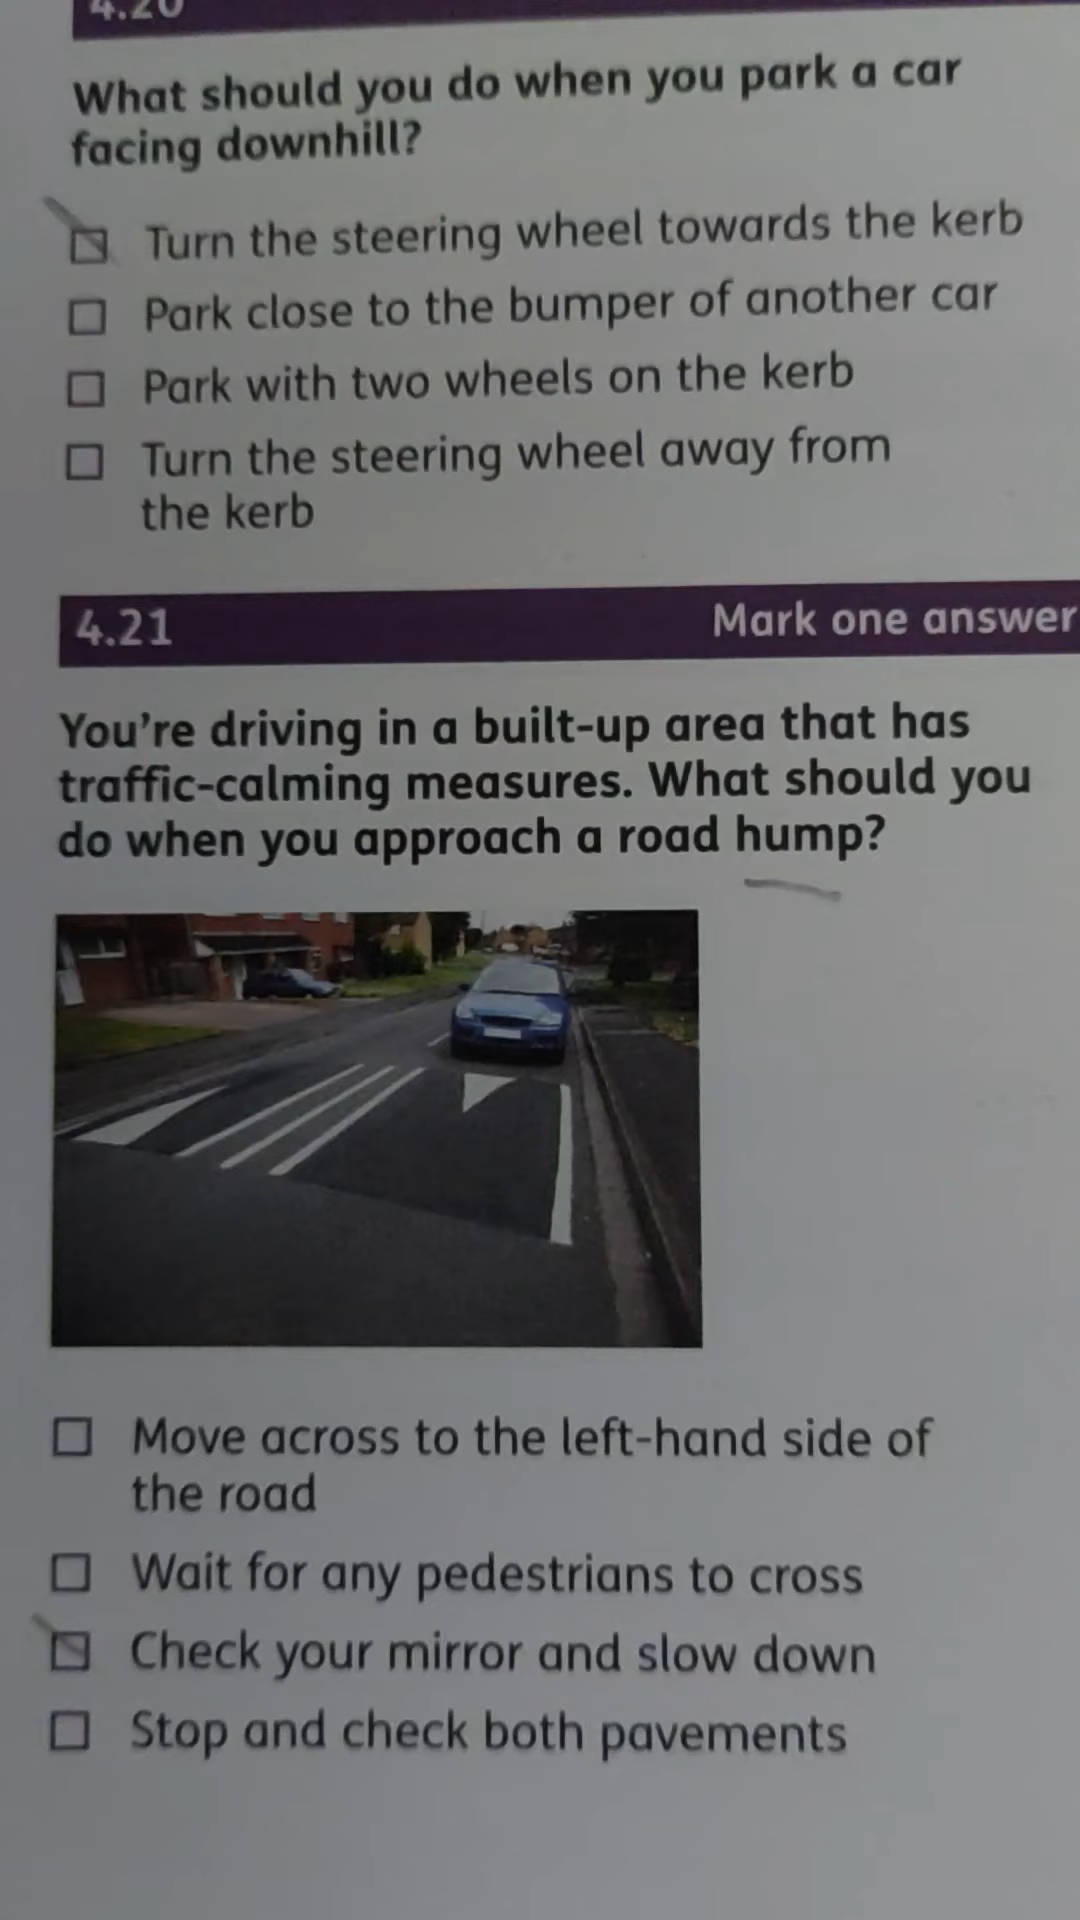 4.20
What should you do when you park a car
facing downhill?
Turn the steering wheel towards the kerb
Park close to the bumper of another car
Park with two wheels on the kerb
Turn the steering wheel away from
the kerb
4.21 Mark one answer
You're driving in a built-up area that has
traffic-calming measures. What should you
do when you approach a road hump?
Move across to the left-hand side of
the road
Wait for any pedestrians to cross
Check your mirror and slow down
Stop and check both pavements